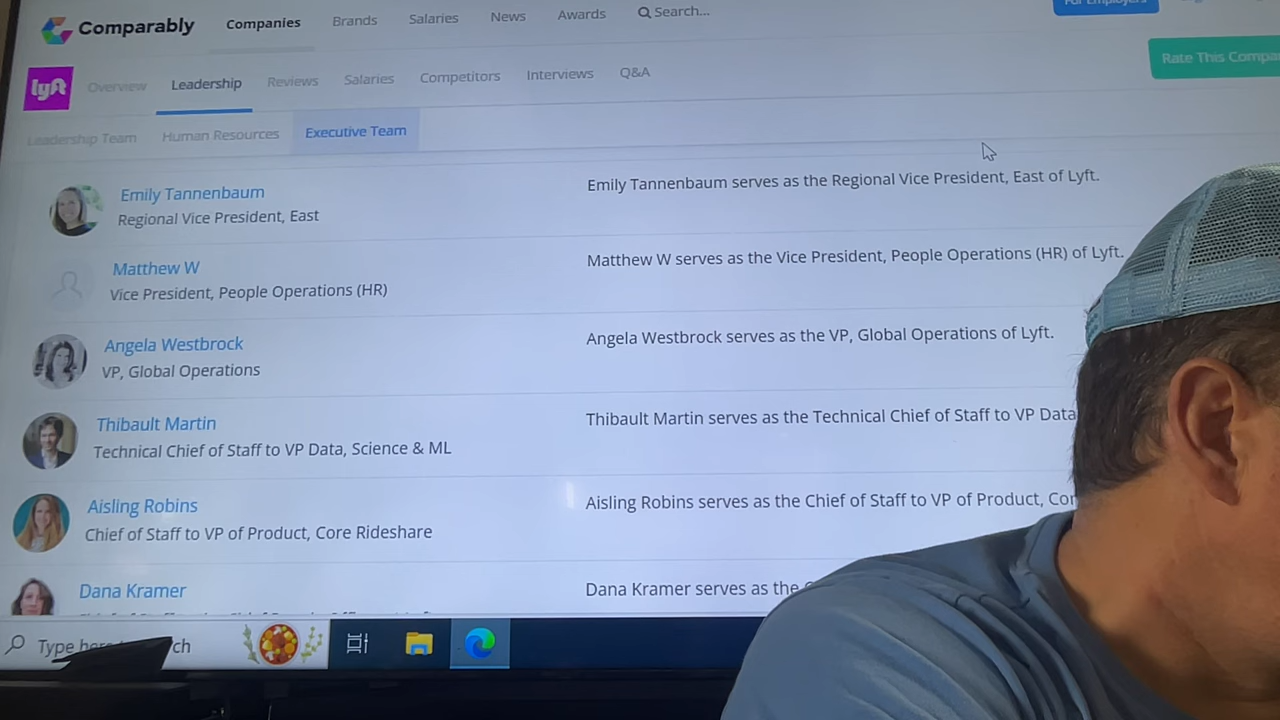 Comparably Companies Brands Salaries News Awards Search...
For Employers
lyft Overview Leadership Reviews Salaries Competitors Interviews Q&A
Rate This
Leadership Team Human Resources Executive Team
Emily Tannenbaum
Regional Vice President, East
Emily Tannenbaum serves as the Regional Vice President, East of Lyft.
Matthew W
Vice President, People Operations (HR)
Matthew W serves as the Vice President, People Operations (HR) of Lyft.
Angela Westbrock
VP, Global Operations
Angela Westbrock serves as the VP, Global Operations of Lyft.
Thibault Martin
Technical Chief of Staff to VP Data, Science & ML
Thibault Martin serves as the Technical Chief of Staff to VP Data
Aisling Robins
Chief of Staff to VP of Product, Core Rideshare
Aisling Robins serves as the Chief of Staff to VP of Product,
Dana Kramer
Dana Kramer serves as the
Type